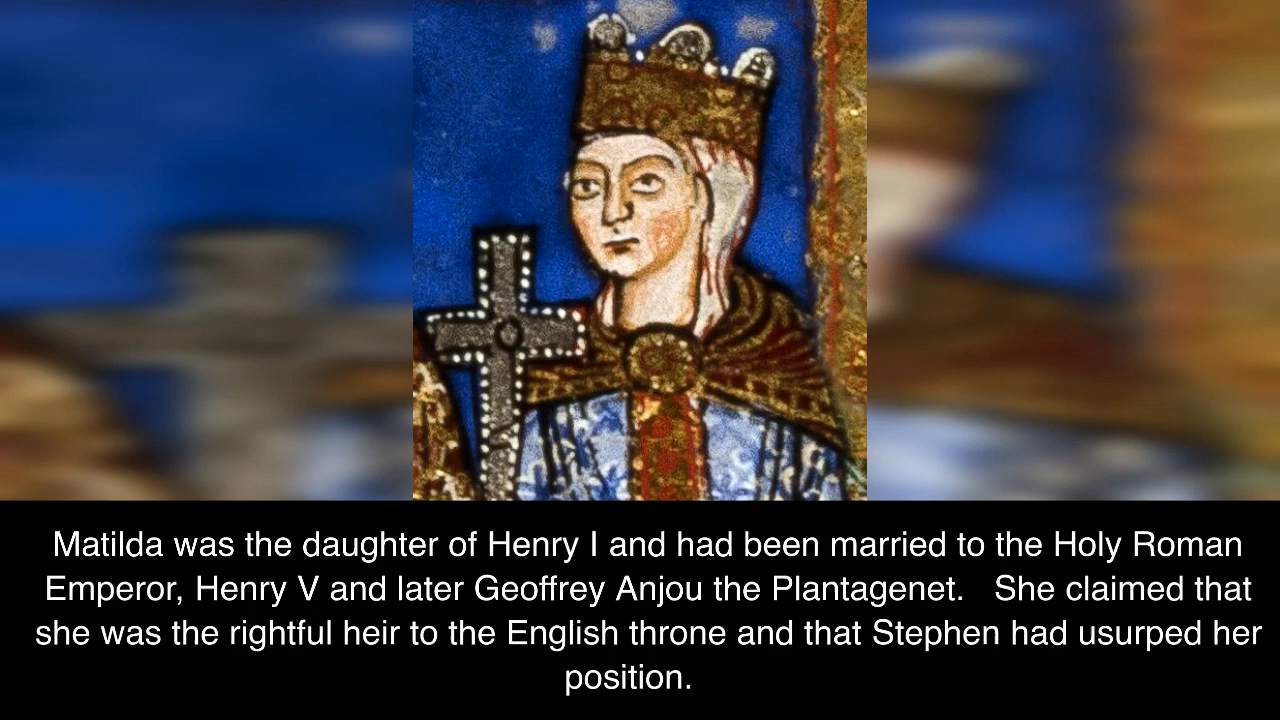 Matilda was the daughter of Henry I and had been married to the Holy Roman
Emperor, Henry V and later Geoffrey Anjou the Plantagenet.   She claimed that
she was the rightful heir to the English throne and that Stephen had usurped her
position.